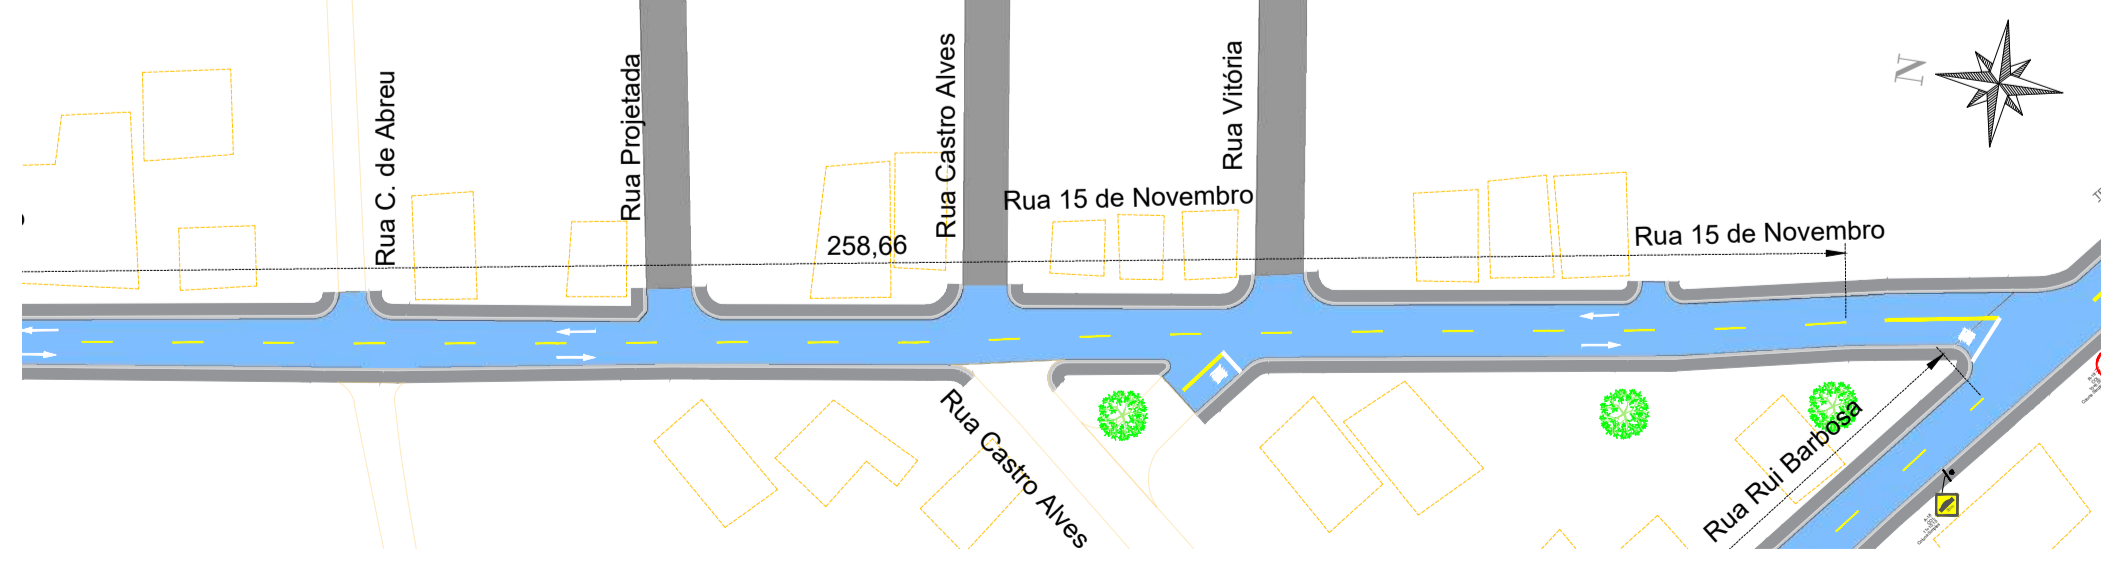 N
Rua C. de Abreu
Rua Projetada
Rua Castro Alves
Rua Vitória
Rua 15 de Novembro
258,66
Rua 15 de Novembro
Rua Castro Alves
Rua Rui Barbosa